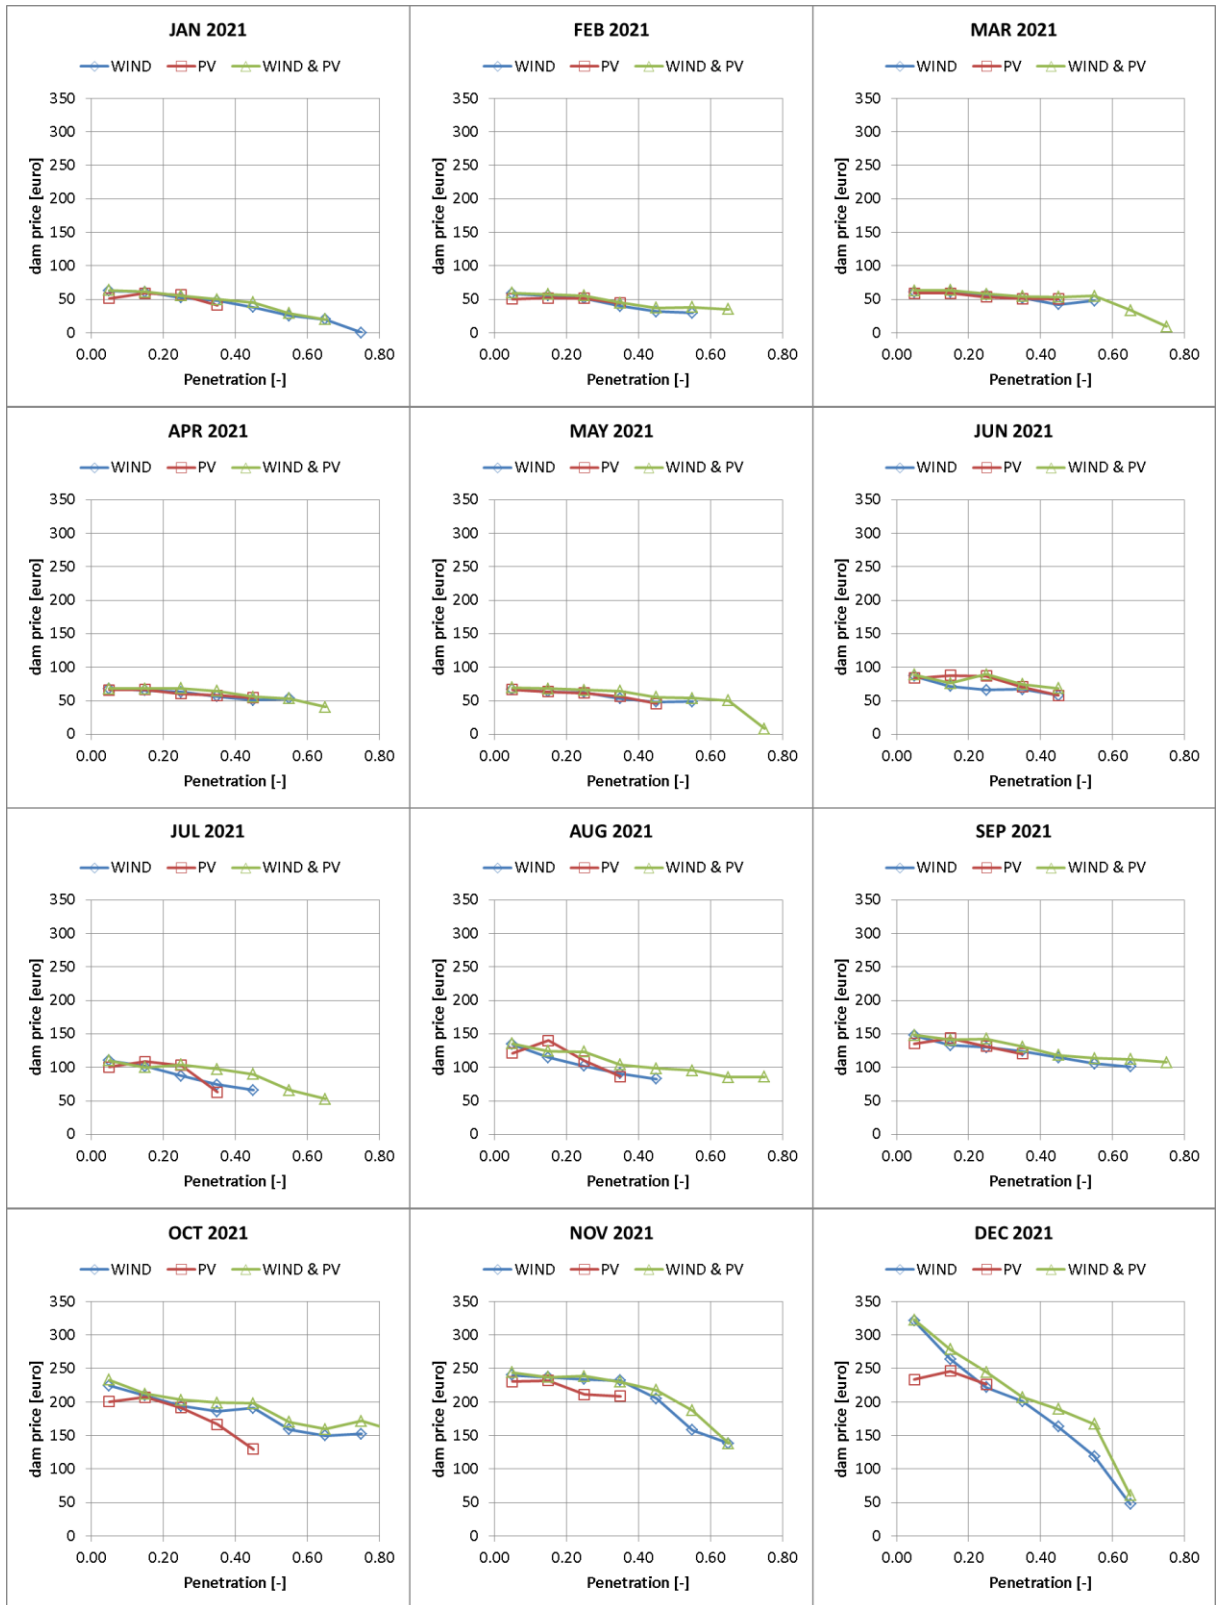 JAN 2021
WIND PV WIND & PV
350
300
250
200
150
100
50
0
dam price [euro]
0.00 0.20 0.40 0.60 0.80
Penetration [-]
FEB 2021
WIND PV WIND & PV
350
300
250
200
150
100
50
0
dam price [euro]
0.00 0.20 0.40 0.60 0.80
Penetration [-]
MAR 2021
WIND PV WIND & PV
350
300
250
200
150
100
50
0
dam price [euro]
0.00 0.20 0.40 0.60 0.80
Penetration [-]
APR 2021
WIND PV WIND & PV
350
300
250
200
150
100
50
0
dam price [euro]
0.00 0.20 0.40 0.60 0.80
Penetration [-]
MAY 2021
WIND PV WIND & PV
350
300
250
200
150
100
50
0
dam price [euro]
0.00 0.20 0.40 0.60 0.80
Penetration [-]
JUN 2021
WIND PV WIND & PV
350
300
250
200
150
100
50
0
dam price [euro]
0.00 0.20 0.40 0.60 0.80
Penetration [-]
JUL 2021
WIND PV WIND & PV
350
300
250
200
150
100
50
0
dam price [euro]
0.00 0.20 0.40 0.60 0.80
Penetration [-]
AUG 2021
WIND PV WIND & PV
350
300
250
200
150
100
50
0
dam price [euro]
0.00 0.20 0.40 0.60 0.80
Penetration [-]
SEP 2021
WIND PV WIND & PV
350
300
250
200
150
100
50
0
dam price [euro]
0.00 0.20 0.40 0.60 0.80
Penetration [-]
OCT 2021
WIND PV WIND & PV
350
300
250
200
150
100
50
0
dam price [euro]
0.00 0.20 0.40 0.60 0.80
Penetration [-]
NOV 2021
WIND PV WIND & PV
350
300
250
200
150
100
50
0
dam price [euro]
0.00 0.20 0.40 0.60 0.80
Penetration [-]
DEC 2021
WIND PV WIND & PV
350
300
250
200
150
100
50
0
dam price [euro]
0.00 0.20 0.40 0.60 0.80
Penetration [-]